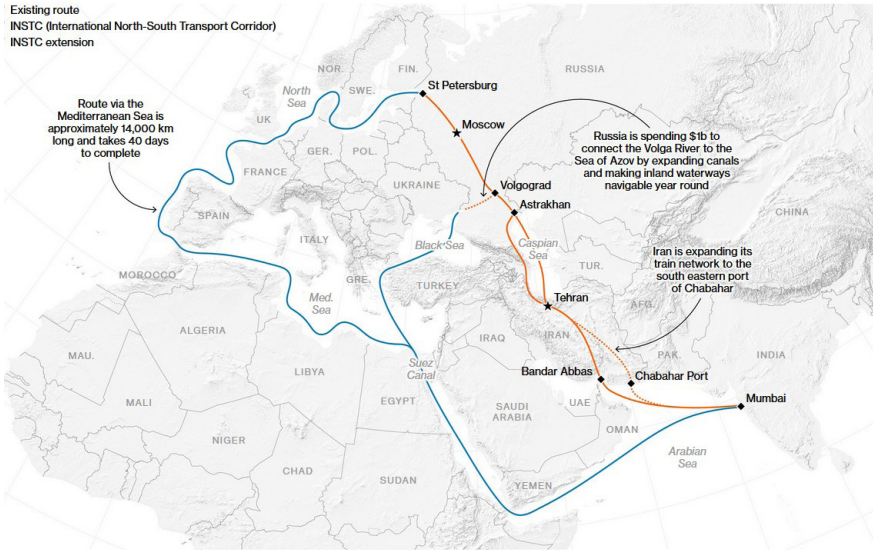 Existing route
INSTC (International North-South Transport Corridor)
INSTC extension
NOR.
FIN.
SWE.
St Petersburg
RUSSIA
North
Sea
Route via the
Mediterranean Sea is
approximately 14,000 km
long and takes 40 days
to complete
UK
Moscow
Russia is spending $1b to
connect the Volga River to the
Sea of Azov by expanding canals
and making inland waterways
navigable year round
GER.
POL.
FRANCE
UKRAINE
Volgograd
Astrakhan
SPAIN
CHINA
ITALY
Black Sea
Caspian
Sea
Iran is expanding its
train network to the
south eastern port
of Chabahar
MOROCCO
GRE.
TURKEY
TUR.
Med.
Sea
Tehran
AFG.
ALGERIA
IRAQ
IRAN
MAU.
LIBYA
Suez
Canal
PAK.
INDIA
Bandar Abbas
Chabahar Port
EGYPT
MALI
SAUDI
ARABIA
UAE
Mumbai
OMAN
NIGER
Arabian
Sea
CHAD
SUDAN
YEMEN